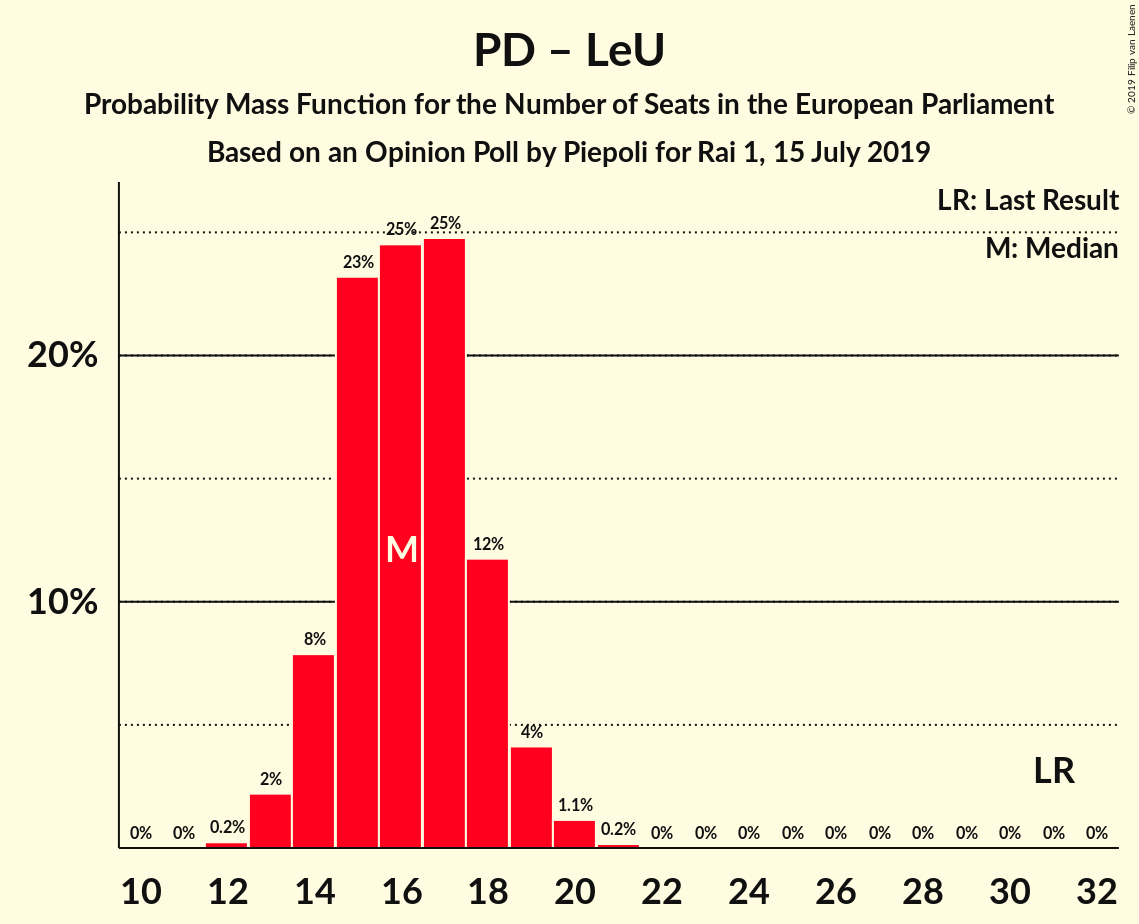 PD – LeU
Probability Mass Function for the Number of Seats in the European Parliament
Based on an Opinion Poll by Piepoli for Rai 1, 15 July 2019
© 2019 Filip van Laenen
LR: Last Result
M: Median
20%
10%
0% 0% 0.2% 2% 8% 23% 25% 25% 12% 4% 1.1% 0.2% 0% 0% 0% 0% 0% 0% 0% 0% 0% 0% 0%
M
LR
10 12 14 16 18 20 22 24 26 28 30 32